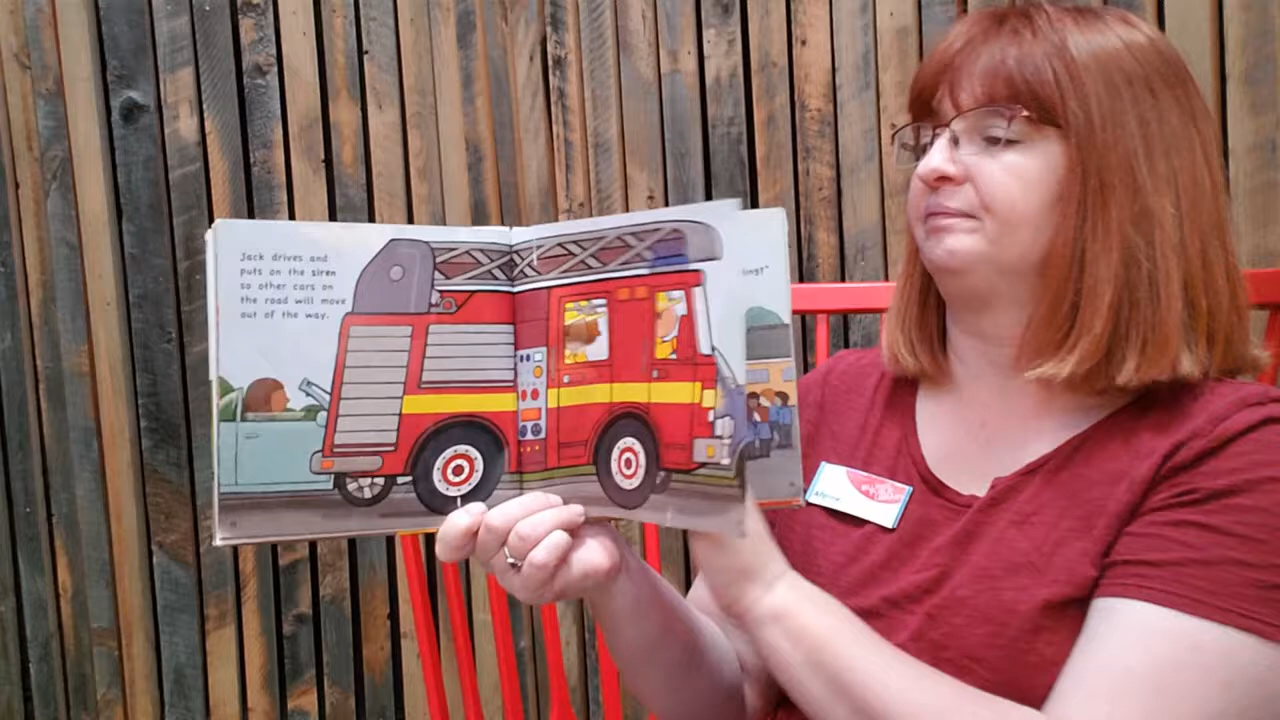 Jack drives and
puts on the siren
so other cars on
the road will move
out of the way.